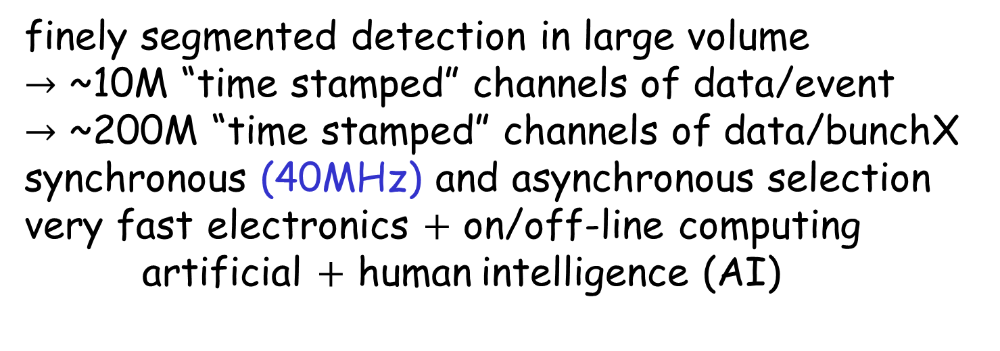 finely segmented detection in large volume
→ ~10M “time stamped” channels of data/event
→ ~200M “time stamped” channels of data/bunchX
synchronous (40MHz) and asynchronous selection
very fast electronics + on/off-line computing
artificial + human intelligence (AI)